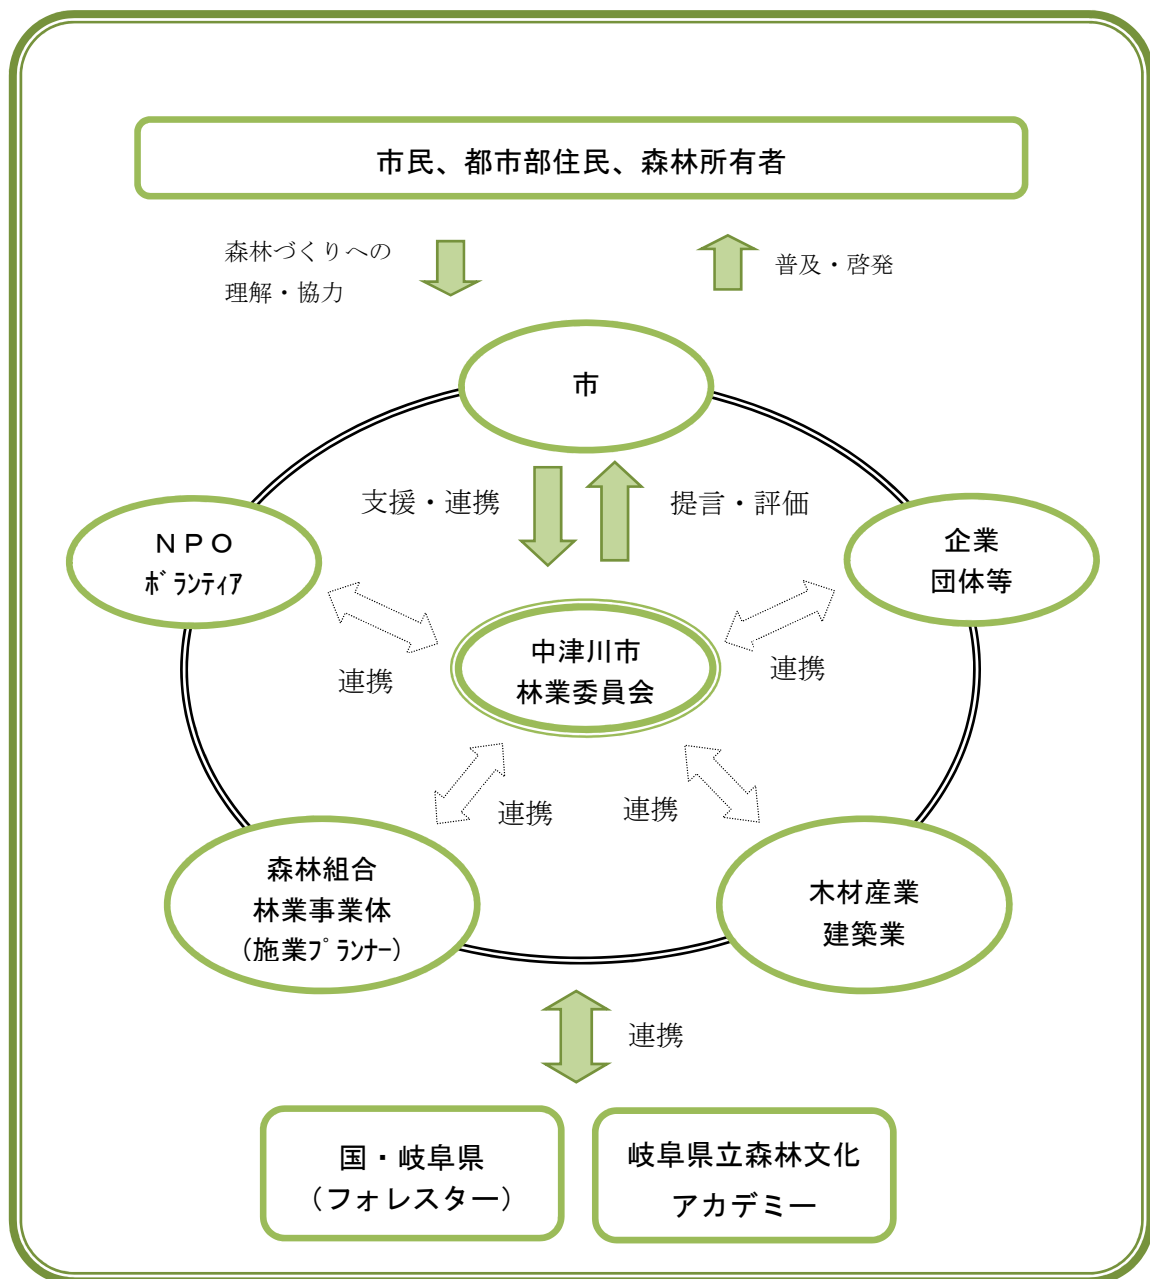 市民、都市部住民、森林所有者
森林づくりへの
理解・協力
普及・啓発
市
支援・連携
提言・評価
NPO
ボランティア
企業
団体等
中津川市
林業委員会
連携
連携
連携
連携
森林組合
林業事業体
(施業プランナー)
木材産業
建築業
連携
国・岐阜県
(フォレスター)
岐阜県立森林文化
アカデミー